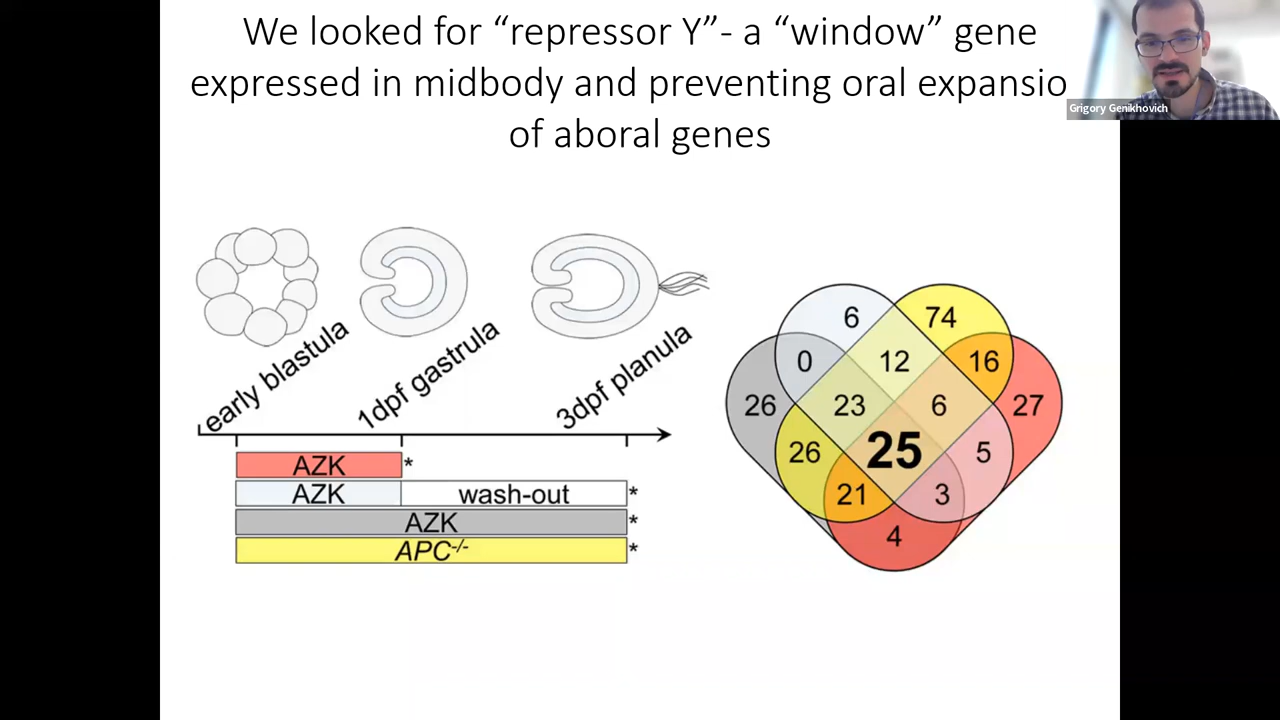 We looked for “repressor Y”- a “window” gene
expressed in midbody and preventing oral expansio
of aboral genes
Grigory Genikhovich
early blastula
1dpf gastrula
3dpf planula
AZK *
AZK wash-out *
AZK *
APC-/- *
6 74
0 12 16
26 23 6 27
26 25 5
21 3
4